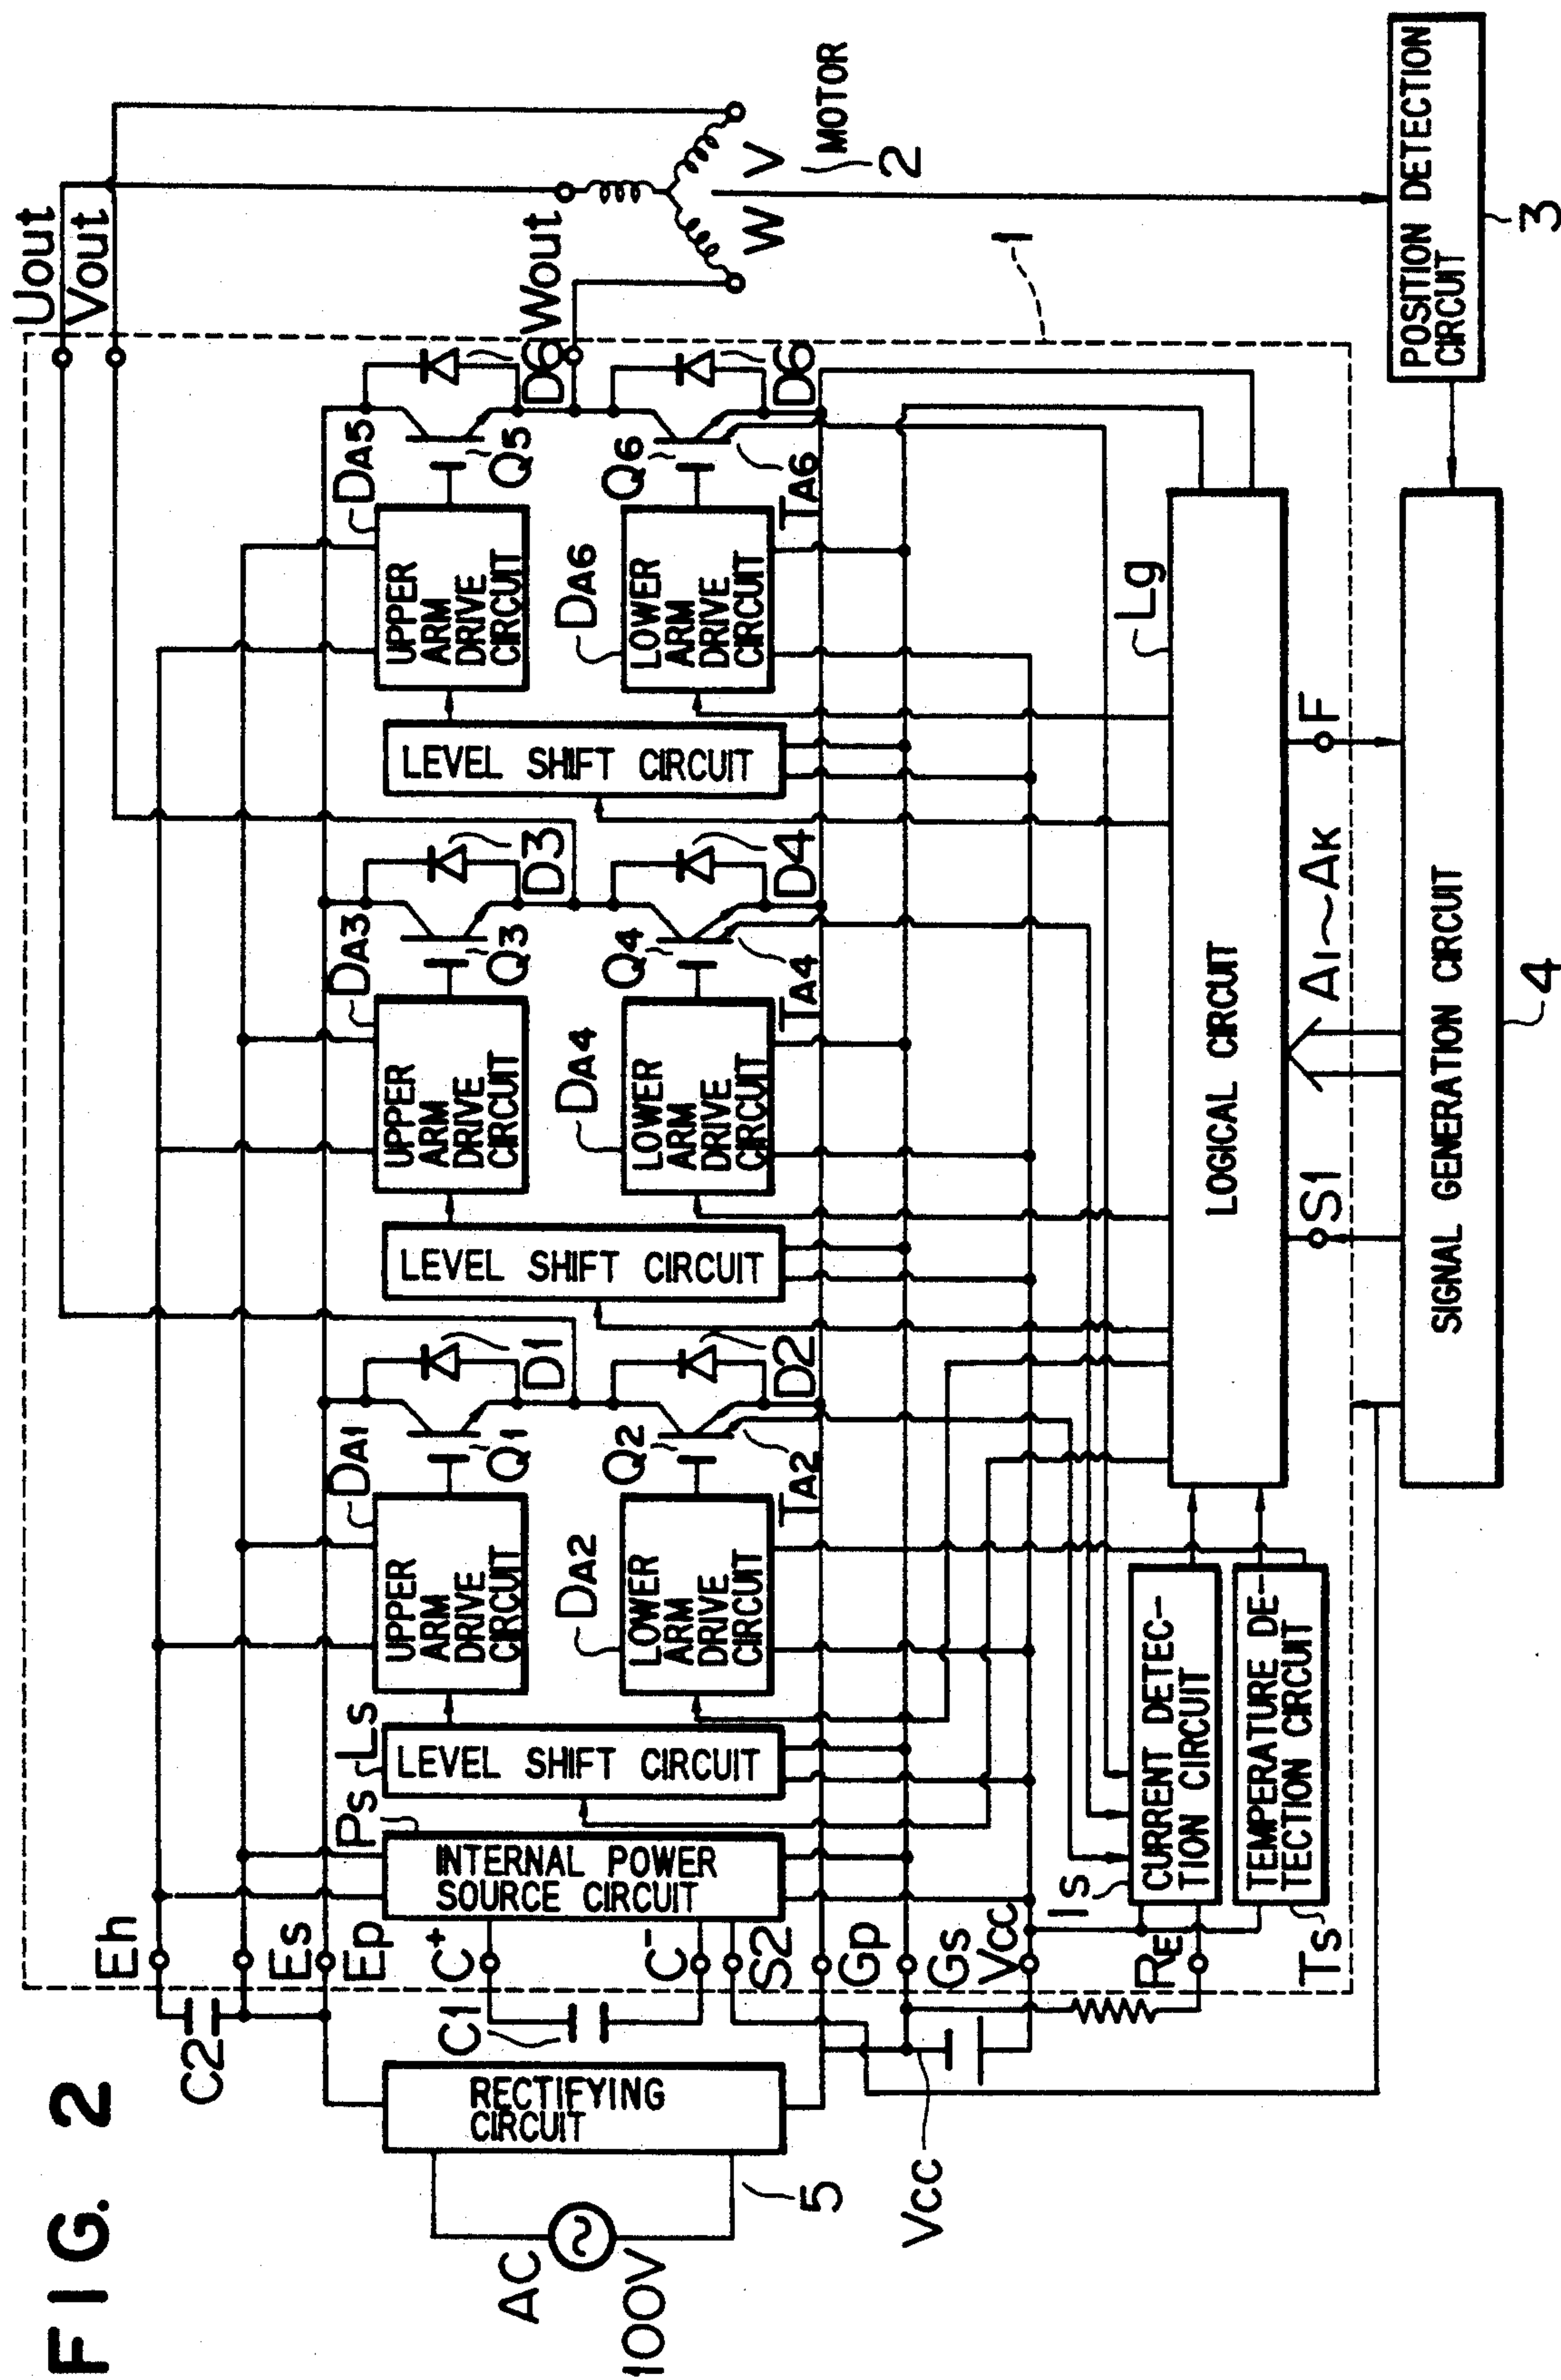 FIG. 2
Uout
Vout
Eh
C2
Es
Ep
C+
C1
C-
S2
Gp
Gs
Vcc
RE
Ts
Is
Ps
Ls
RECTIFYING
CIRCUIT
AC
100V
5
Vcc
INTERNAL POWER
SOURCE CIRCUIT
LEVEL SHIFT CIRCUIT
UPPER
ARM
DRIVE
CIRCUIT
DA1
Q1
D1
LOWER
ARM
DRIVE
CIRCUIT
DA2
Q2
D2
TA2
LEVEL SHIFT CIRCUIT
UPPER
ARM
DRIVE
CIRCUIT
DA3
Q3
D3
LOWER
ARM
DRIVE
CIRCUIT
DA4
Q4
D4
TA4
LEVEL SHIFT CIRCUIT
UPPER
ARM
DRIVE
CIRCUIT
DA5
Q5
D6
LOWER
ARM
DRIVE
CIRCUIT
DA6
Q6
D6
TA6
Wout
W
V
MOTOR
2
1
CURRENT DETEC-
TION CIRCUIT
TEMPERATURE DE-
TECTION CIRCUIT
LOGICAL CIRCUIT
Lg
S1
A1~AK
F
SIGNAL GENERATION CIRCUIT
4
POSITION DETECTION
CIRCUIT
3